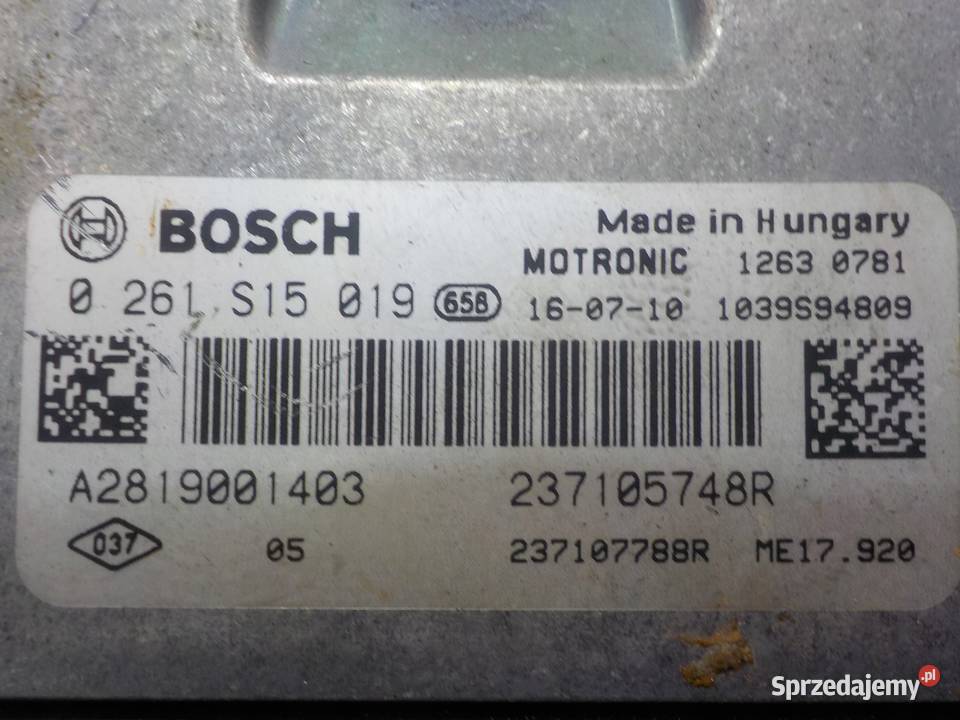 BOSCH
Made in Hungary
MOTRONIC 1263 0781
0 261 S15 019 65B 16-07-10 1039S94809
A2819001403 237105748R
037 05 237107788R ME17.920
Sprzedajemy.pl